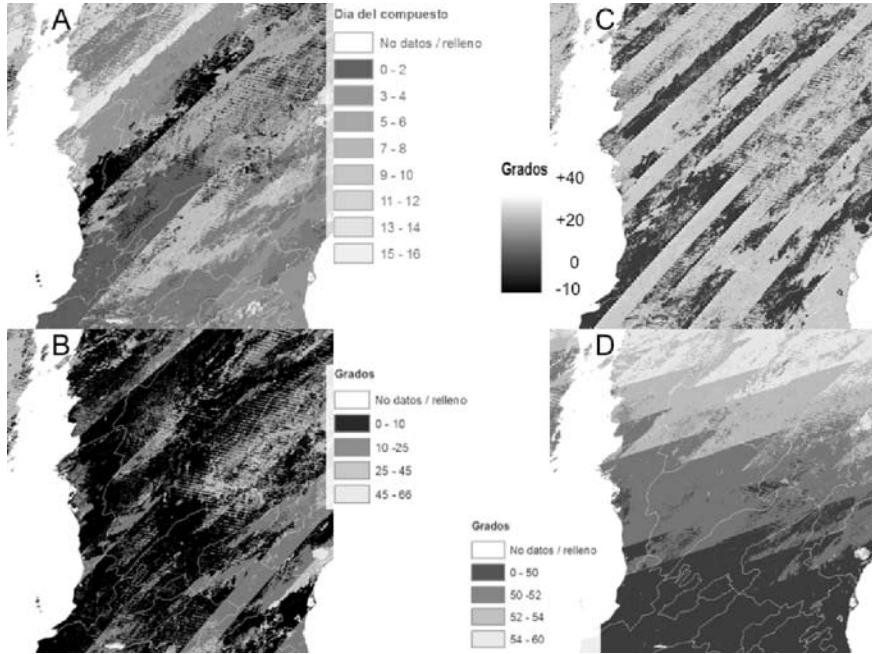 A
Dia del compuesto
No datos / relleno
0 - 2
3 - 4
5 - 6
7 - 8
9 - 10
11 - 12
13 - 14
15 - 16
C
Grados
+40
+20
0
-10
B
Grados
No datos / relleno
0 - 10
10 -25
25 - 45
45 - 66
D
Grados
No datos / relleno
0 - 50
50 -52
52 - 54
54 - 60